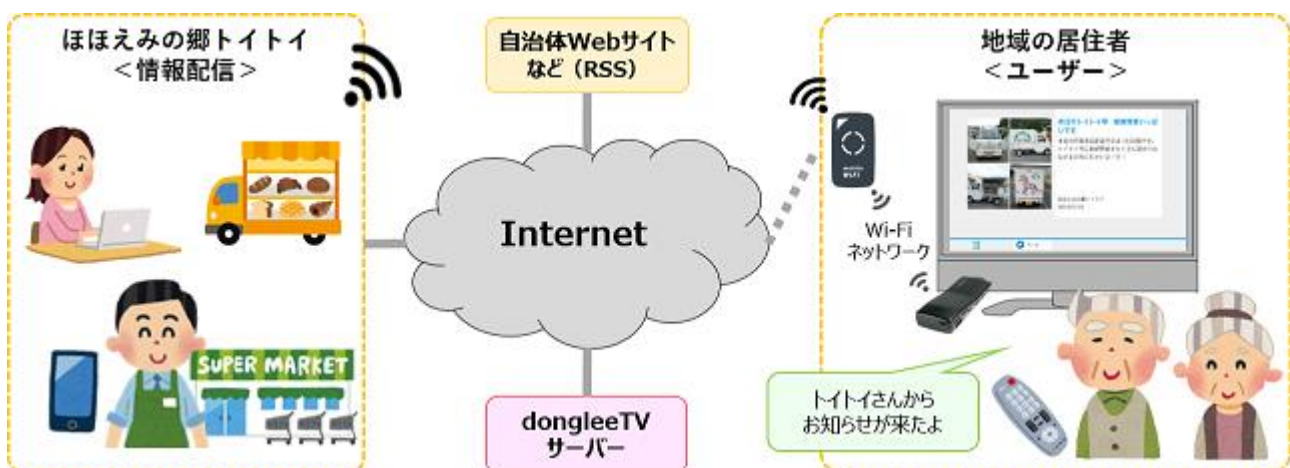 ほほえみの郷トイトイ
＜情報配信＞
SUPER MARKET
自治体Webサイト
など（RSS）
Internet
dongleeTV
サーバー
地域の居住者
＜ユーザー＞
Wi-Fi
ネットワーク
トイトイさんから
お知らせが来たよ